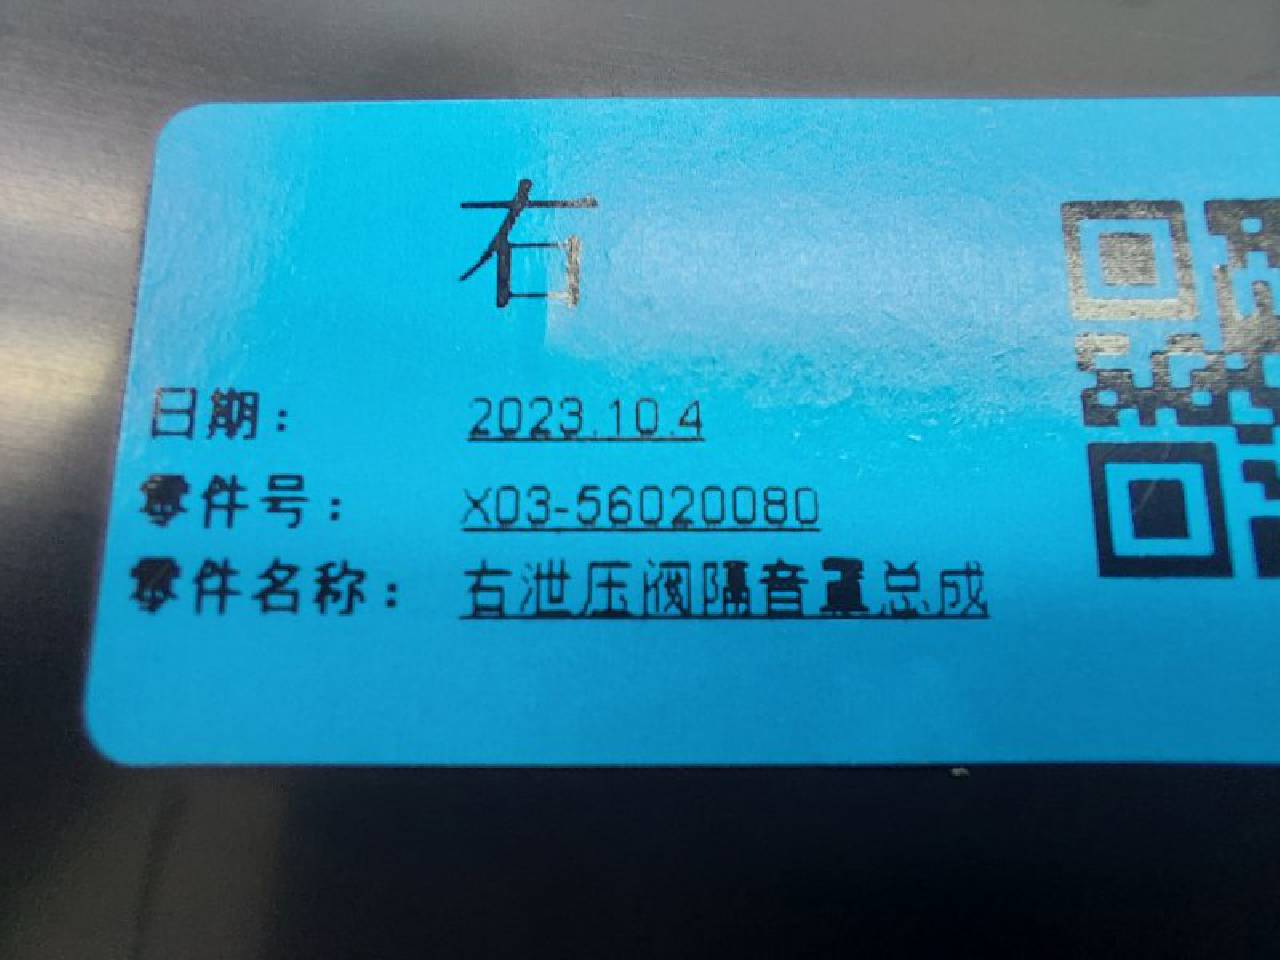 右
日期： 2023.10.4
零件号： X03-56020080
零件名称： 右泄压阀隔音罩总成